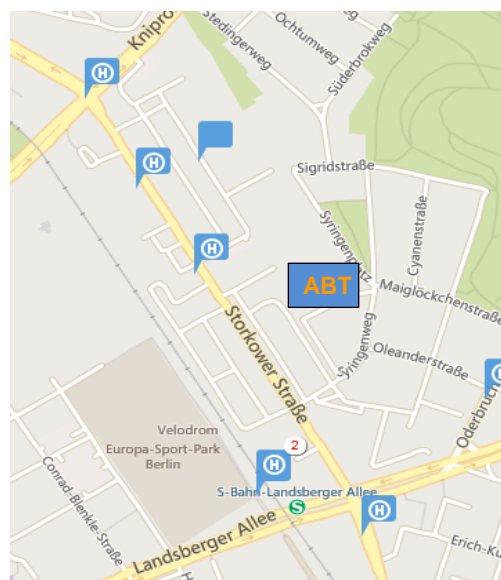 Ochtumweg
Stedingerweg
Knipro
Süderbrokweg
H
H
Sigridstraße
Syringenplatz
Cyanenstraße
H
ABT
Maiglöckchenstraße
Storkower Straße
Syringenweg
Oleanderstraße
H
Oderbruch
Velodrom
Europa-Sport-Park
Berlin
2
H
S-Bahn-Landsberger Allee
S
H
Conrad-Blenkle-Straße
Landsberger Allee
H
Erich-Ku